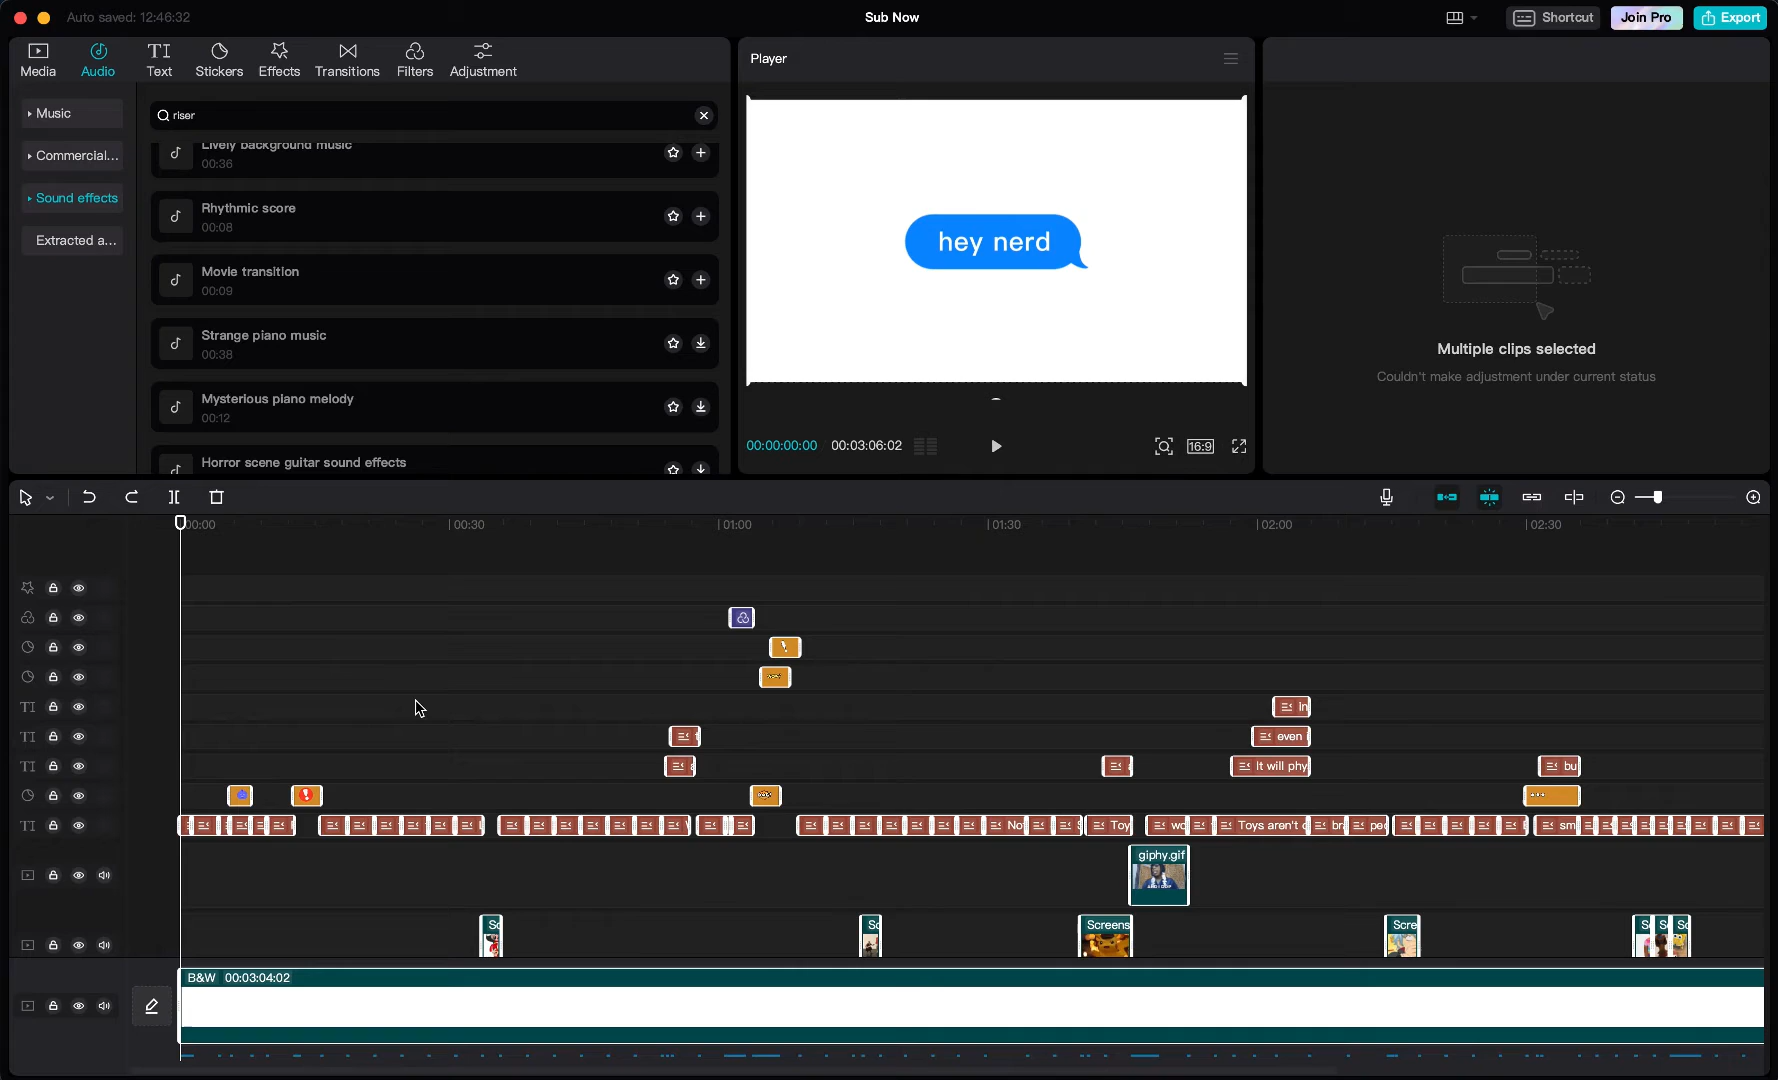 Auto saved: 12:46:32
Sub Now
Shortcut
Join Pro
Export
Media
Audio
Text
Stickers
Effects
Transitions
Filters
Adjustment
Player
Music
Commercial...
Sound effects
Extracted a...
riser
Lively background music
00:36
Rhythmic score
00:08
Movie transition
00:09
Strange piano music
00:38
Mysterious piano melody
00:12
Horror scene guitar sound effects
hey nerd
00:00:00:00 00:03:06:02
16:9
Multiple clips selected
Couldn't make adjustment under current status
00:00 00:30 01:00 01:30 02:00 02:30
In
even i
It will phy
bu
No
Toy
wo
Toys aren't c
br
pe
sm
giphy.gif
Sc
Sc
Screens
Scre
S
S
Sc
B&W 00:03:04:02